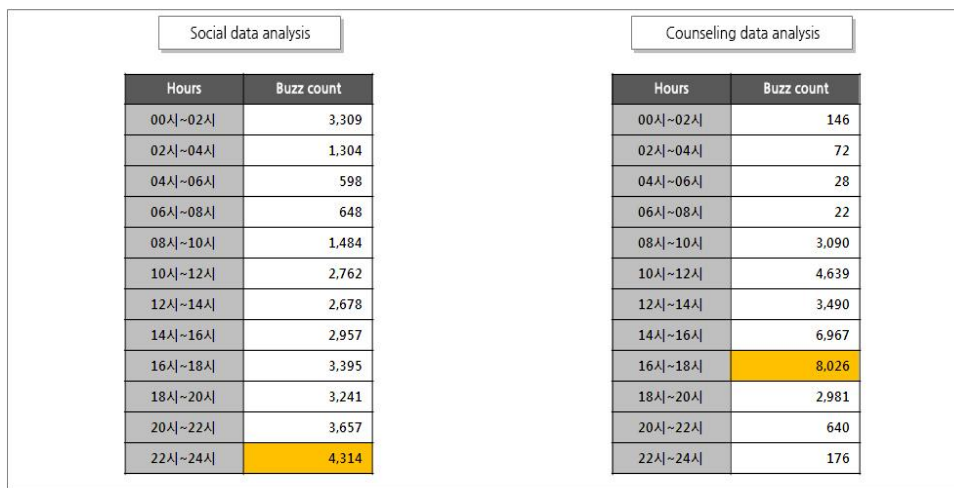 Social data analysis
Hours Buzz count
00시~02시 3,309
02시~04시 1,304
04시~06시 598
06시~08시 648
08시~10시 1,484
10시~12시 2,762
12시~14시 2,678
14시~16시 2,957
16시~18시 3,395
18시~20시 3,241
20시~22시 3,657
22시~24시 4,314
Counseling data analysis
Hours Buzz count
00시~02시 146
02시~04시 72
04시~06시 28
06시~08시 22
08시~10시 3,090
10시~12시 4,639
12시~14시 3,490
14시~16시 6,967
16시~18시 8,026
18시~20시 2,981
20시~22시 640
22시~24시 176